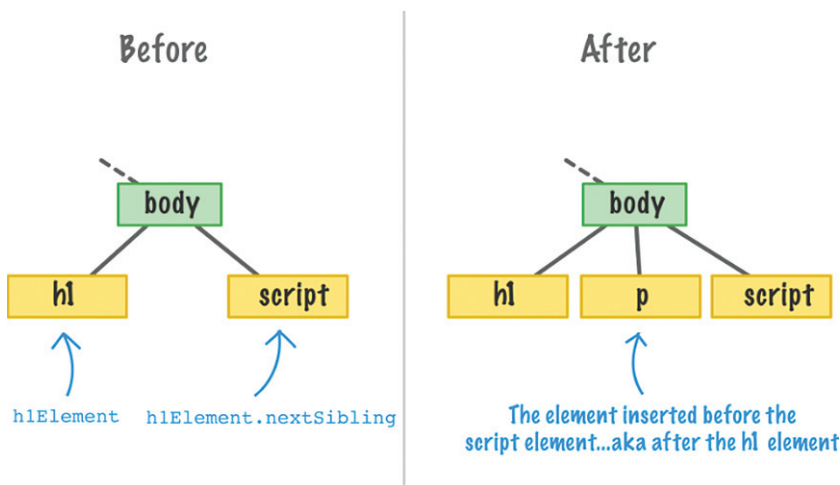 Before
body
h1
script
h1Element
h1Element.nextSibling
After
body
h1
p
script
The element inserted before the
script element...aka after the h1 element